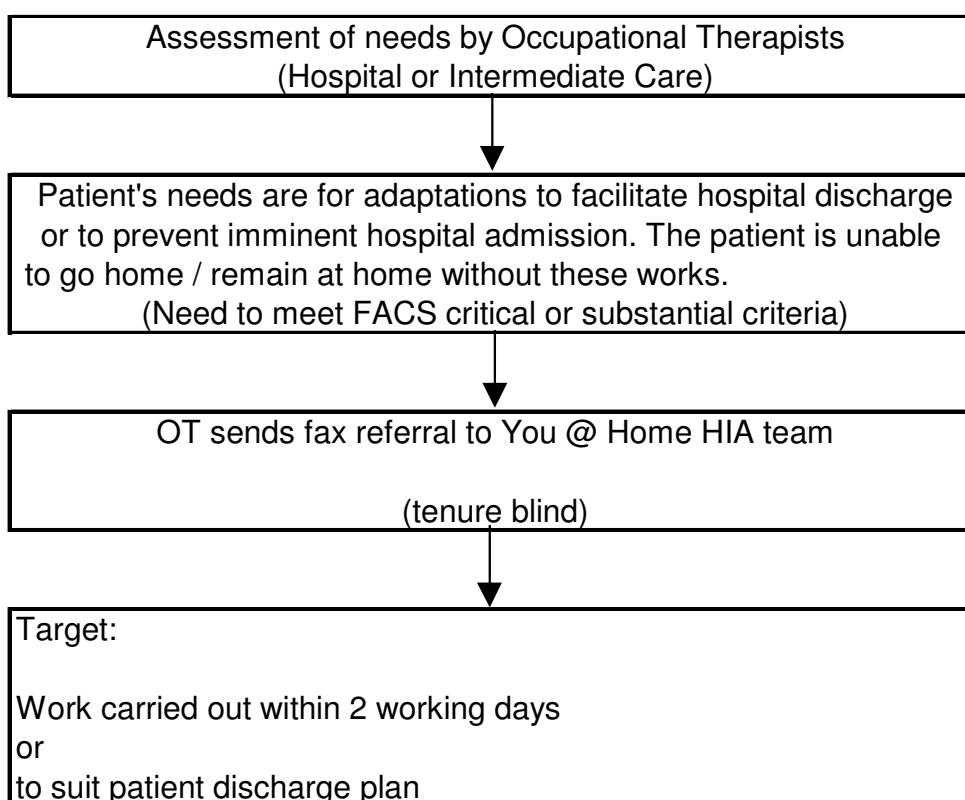 Assessment of needs by Occupational Therapists
(Hospital or Intermediate Care)
Patient's needs are for adaptations to facilitate hospital discharge
or to prevent imminent hospital admission. The patient is unable
to go home / remain at home without these works.
(Need to meet FACS critical or substantial criteria)
OT sends fax referral to You @ Home HIA team
(tenure blind)
Target:
Work carried out within 2 working days
or
to suit patient discharge plan